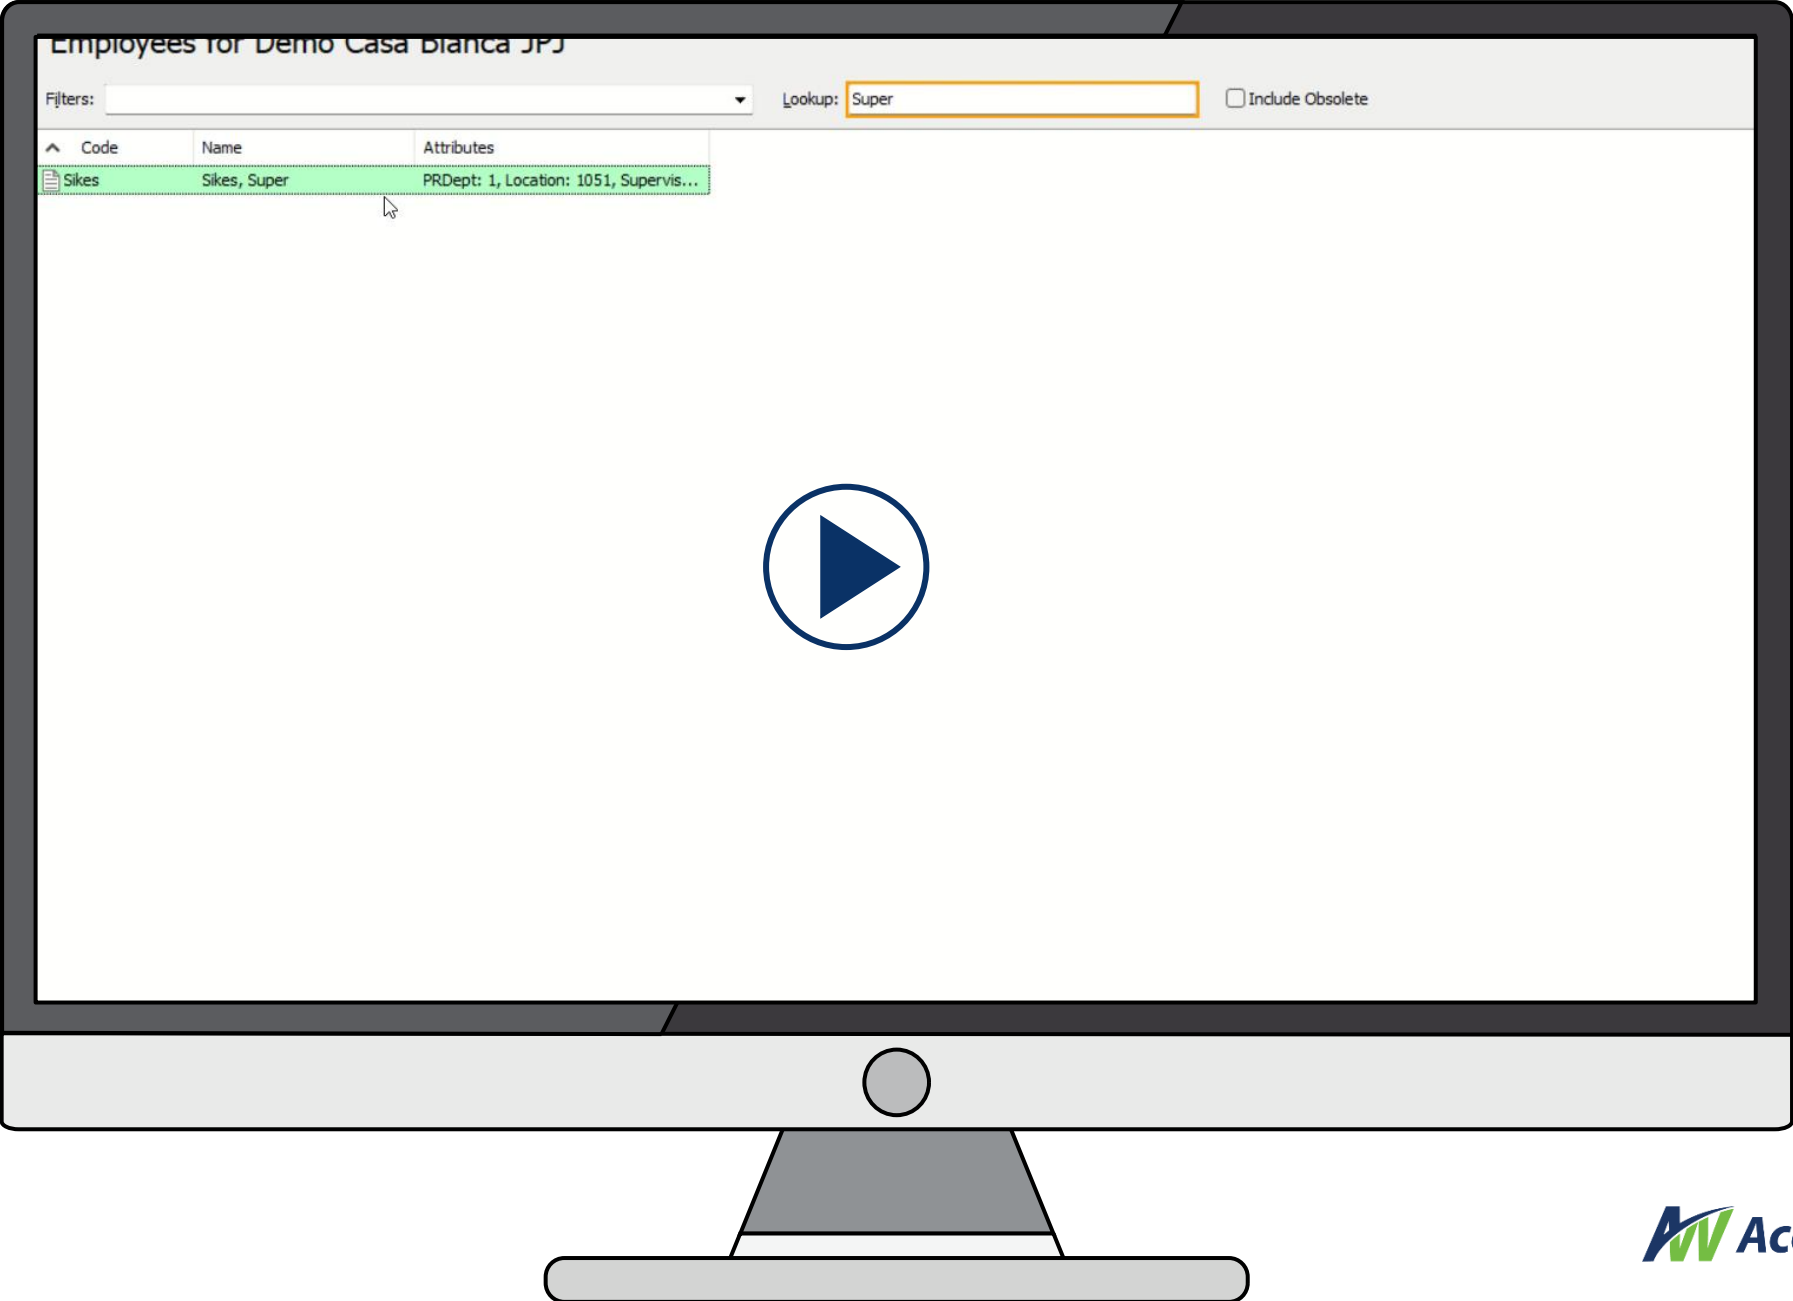 Employees for Demo Casa Blanca JPJ
Filters: Lookup: Super Include Obsolete
Code Name Attributes
Sikes Sikes, Super PRDept: 1, Location: 1051, Supervis...
AW